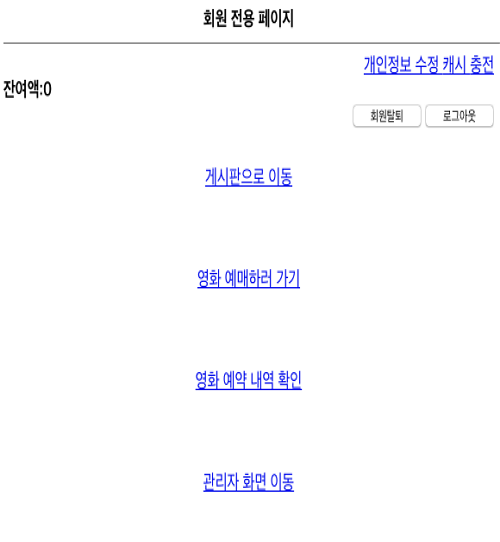 회원 전용 페이지
개인정보 수정 캐시 충전
잔여액:0
회원탈퇴 로그아웃
게시판으로 이동
영화 예매하러 가기
영화 예약 내역 확인
관리자 화면 이동